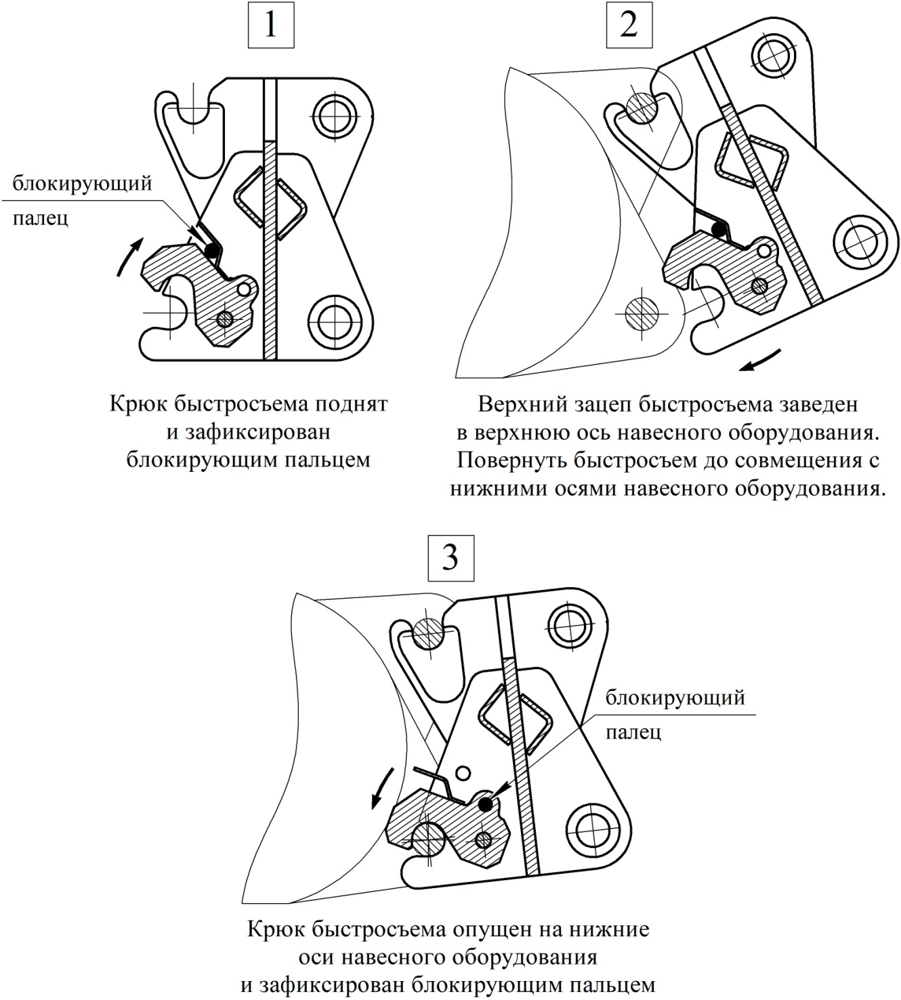 1
2
блокирующий
палец
Крюк быстросъема поднят
и зафиксирован
блокирующим пальцем
Верхний зацеп быстросъема заведен
в верхнюю ось навесного оборудования.
Повернуть быстросъем до совмещения с
нижними осями навесного оборудования.
3
блокирующий
палец
Крюк быстросъема опущен на нижние
оси навесного оборудования
и зафиксирован блокирующим пальцем